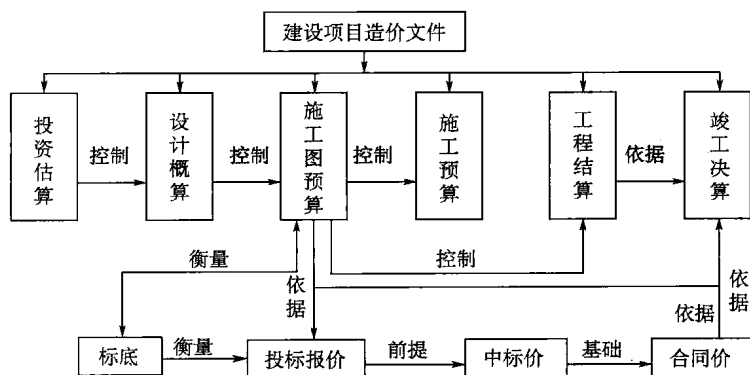 建设项目造价文件
投资估算
控制
设计概算
控制
施工图预算
控制
施工预算
工程结算
依据
竣工决算
衡量
控制
依据
依据
依据
标底
衡量
投标报价
前提
中标价
基础
合同价